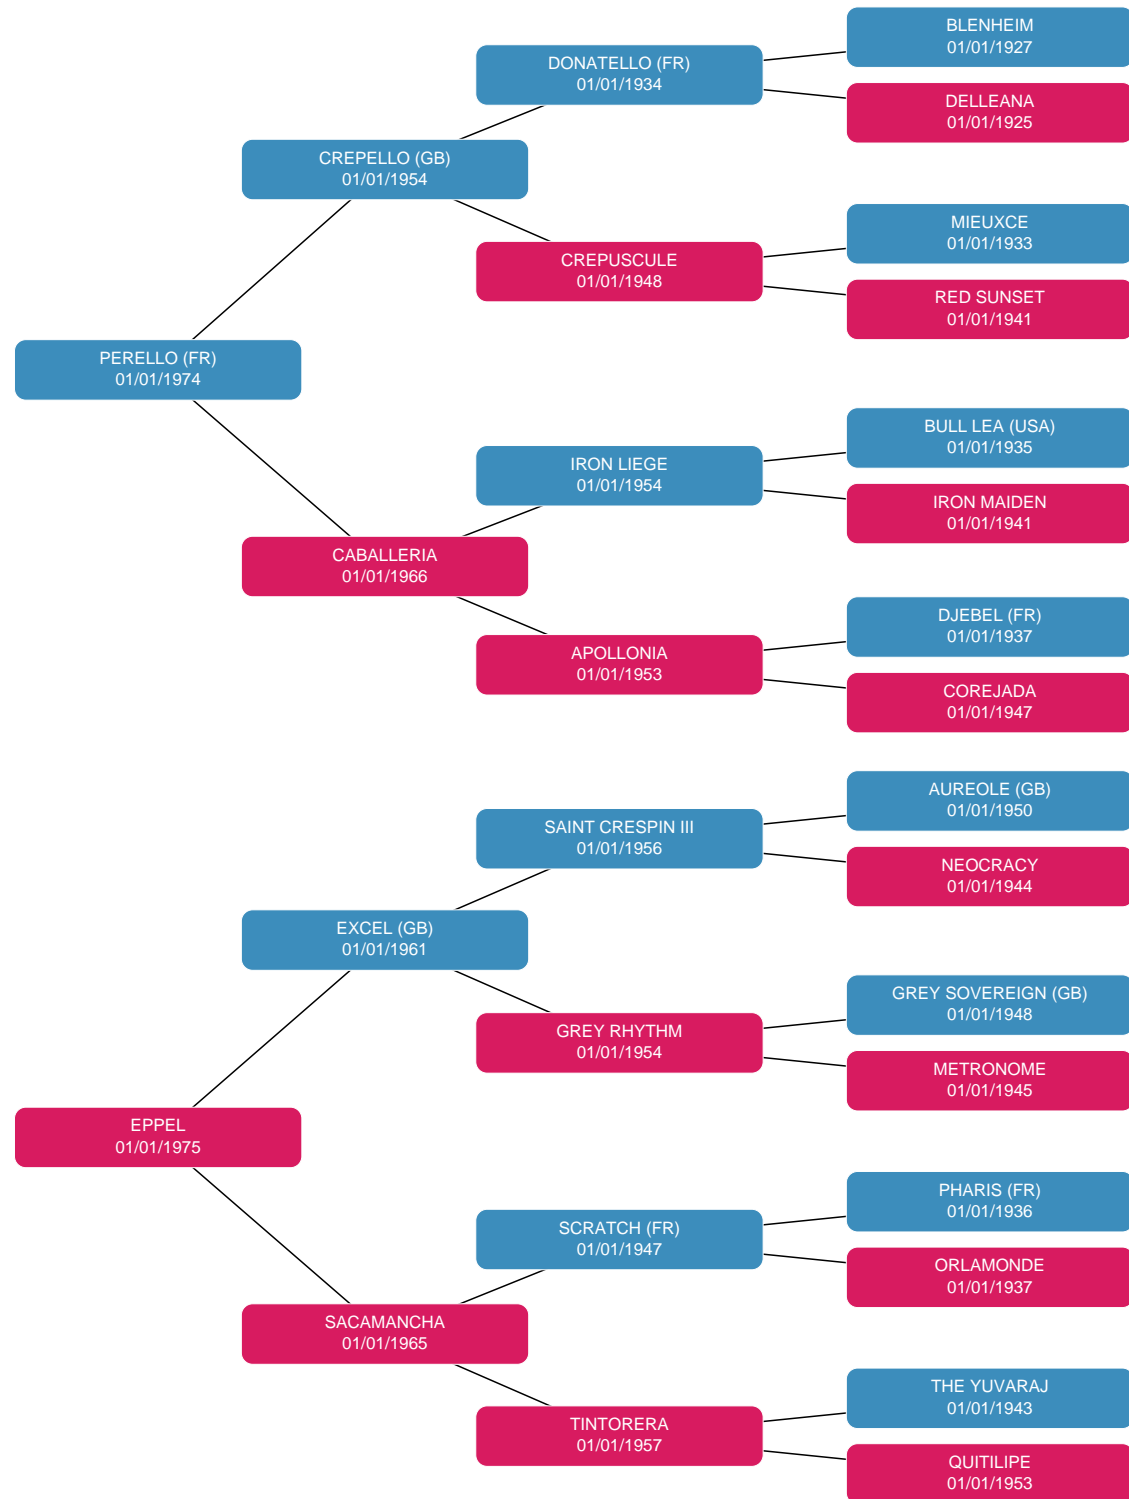 BLENHEIM
01/01/1927
DONATELLO (FR)
01/01/1934
DELLEANA
01/01/1925
CREPELLO (GB)
01/01/1954
MIEUXCE
01/01/1933
CREPUSCULE
01/01/1948
RED SUNSET
01/01/1941
PERELLO (FR)
01/01/1974
BULL LEA (USA)
01/01/1935
IRON LIEGE
01/01/1954
IRON MAIDEN
01/01/1941
CABALLERIA
01/01/1966
DJEBEL (FR)
01/01/1937
APOLLONIA
01/01/1953
COREJADA
01/01/1947
AUREOLE (GB)
01/01/1950
SAINT CRESPIN III
01/01/1956
NEOCRACY
01/01/1944
EXCEL (GB)
01/01/1961
GREY SOVEREIGN (GB)
01/01/1948
GREY RHYTHM
01/01/1954
METRONOME
01/01/1945
EPPEL
01/01/1975
PHARIS (FR)
01/01/1936
SCRATCH (FR)
01/01/1947
ORLAMONDE
01/01/1937
SACAMANCHA
01/01/1965
THE YUVARAJ
01/01/1943
TINTORERA
01/01/1957
QUITILIPE
01/01/1953